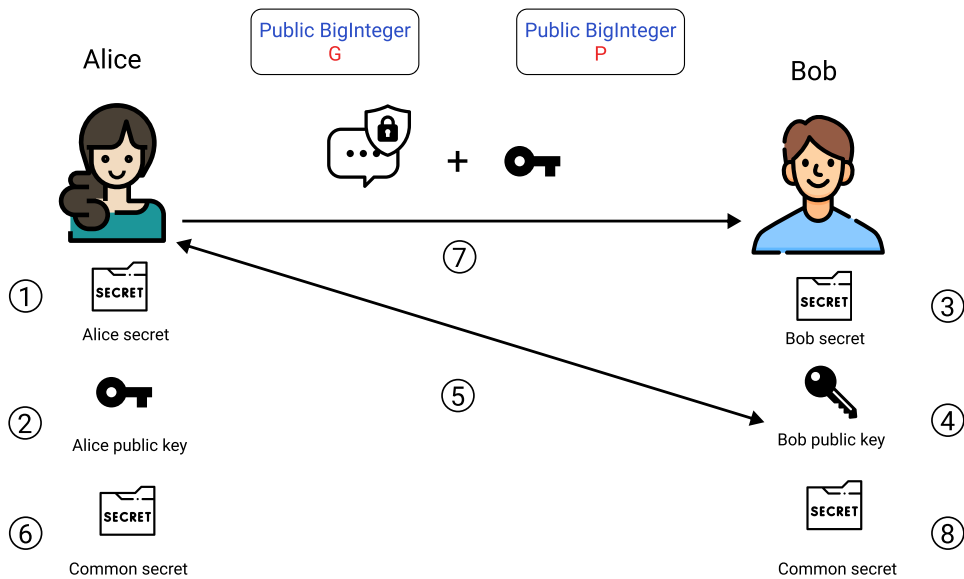 Public BigInteger
G
Public BigInteger
P
Alice
Bob
+
7
1
SECRET
Alice secret
SECRET
Bob secret
3
2
Alice public key
5
Bob public key
4
6
SECRET
Common secret
SECRET
Common secret
8